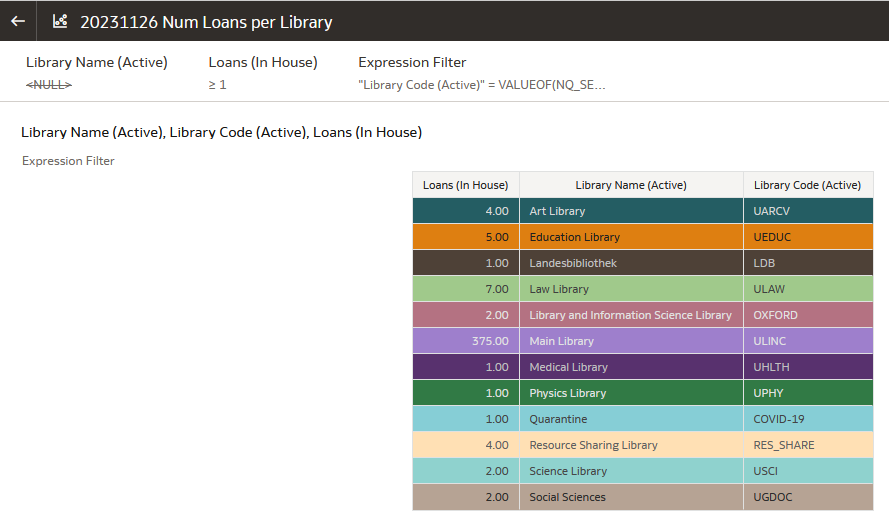 20231126 Num Loans per Library
Library Name (Active) Loans (In House) Expression Filter
<NULL> ≥ 1 "Library Code (Active)" = VALUEOF(NQ_SE...
Library Name (Active), Library Code (Active), Loans (In House)
Expression Filter
Loans (In House) Library Name (Active) Library Code (Active)
4.00 Art Library UARCV
5.00 Education Library UEDUC
1.00 Landesbibliothek LDB
7.00 Law Library ULAW
2.00 Library and Information Science Library OXFORD
375.00 Main Library ULINC
1.00 Medical Library UHLTH
1.00 Physics Library UPHY
1.00 Quarantine COVID-19
4.00 Resource Sharing Library RES_SHARE
2.00 Science Library USCI
2.00 Social Sciences UGDOC